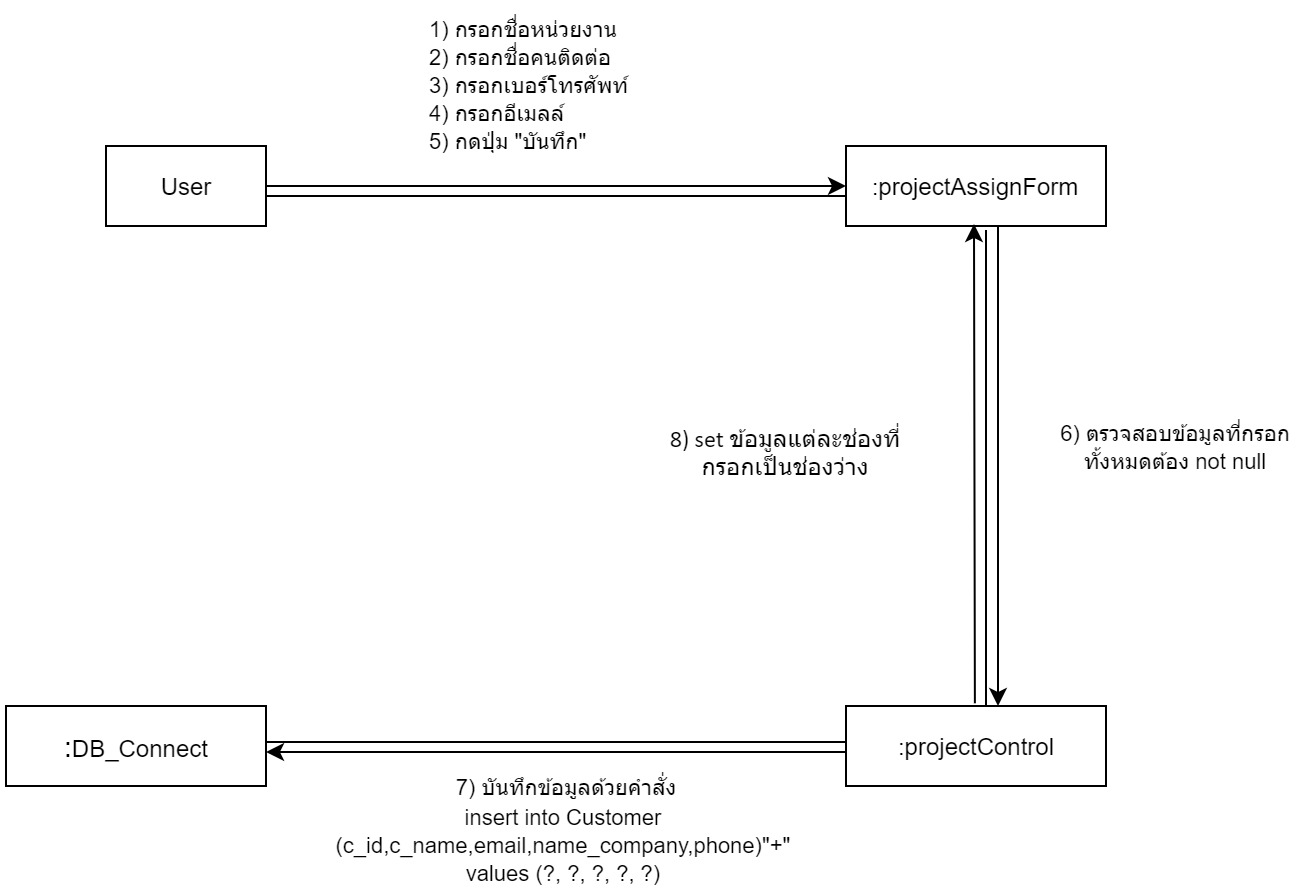 1) กรอกชื่อหน่วยงาน
2) กรอกชื่อคนติดต่อ
3) กรอกเบอร์โทรศัพท์
4) กรอกอีเมลล์
5) กดปุ่ม "บันทึก"
User
:projectAssignForm
8) set ข้อมูลแต่ละช่องที่
กรอกเป็นช่องว่าง
6) ตรวจสอบข้อมูลที่กรอก
ทั้งหมดต้อง not null
:DB_Connect
:projectControl
7) บันทึกข้อมูลด้วยคำสั่ง
insert into Customer
(c_id,c_name,email,name_company,phone)"+"
values (?, ?, ?, ?, ?)